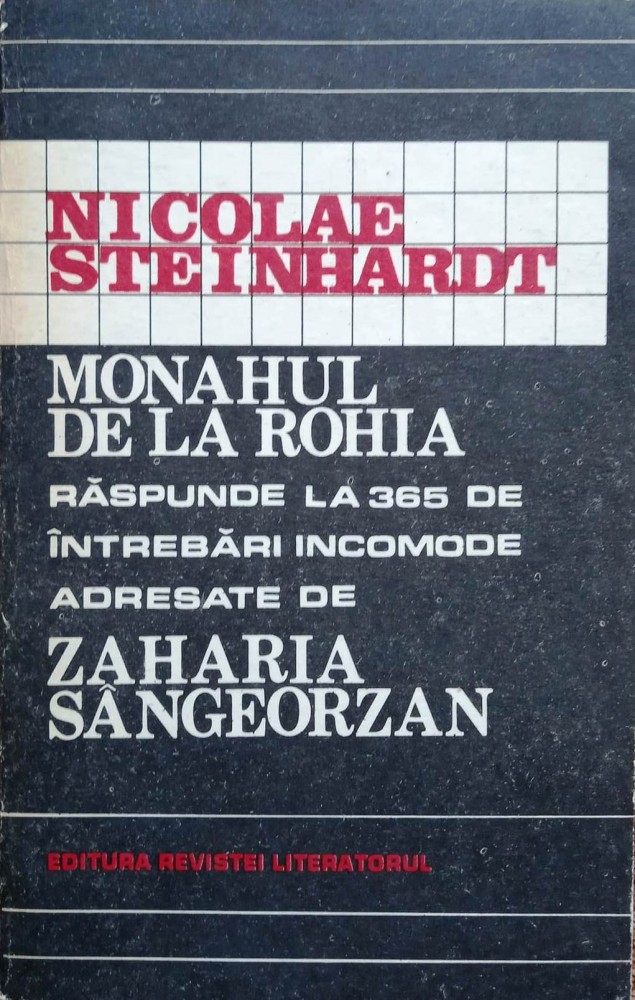 NICOLAE
STEINHARDT
MONAHUL
DE LA ROHIA
RĂSPUNDE LA 365 DE
ÎNTREBĂRI INCOMODE
ADRESATE DE
ZAHARIA
SÂNGEORZAN
EDITURA REVISTEI LITERATORUL